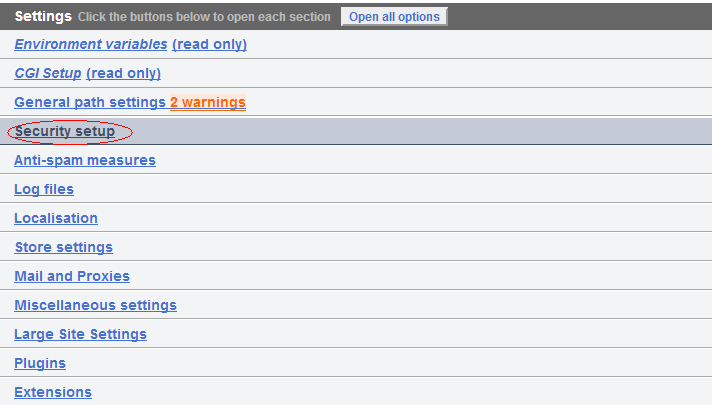 Settings Click the buttons below to open each section Open all options
Environment variables (read only)
CGI Setup (read only)
General path settings 2 warnings
Security setup
Anti-spam measures
Log files
Localisation
Store settings
Mail and Proxies
Miscellaneous settings
Large Site Settings
Plugins
Extensions